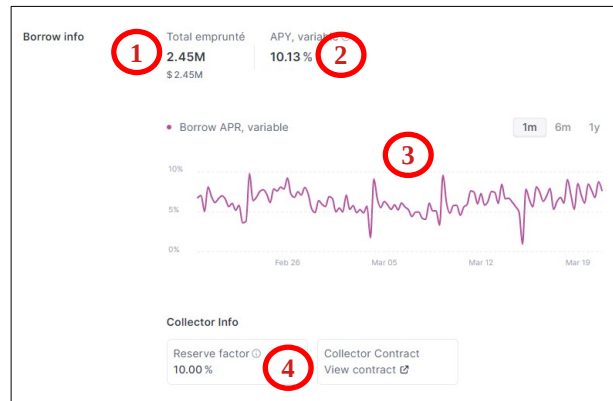 Borrow info
Total emprunté
2.45M
$ 2.45M
1
APY, variable
10.13 %
2
Borrow APR, variable
1m 6m 1y
3
10%
5%
0%
Feb 26 Mar 05 Mar 12 Mar 19
Collector Info
Reserve factor
10.00 %
4
Collector Contract
View contract